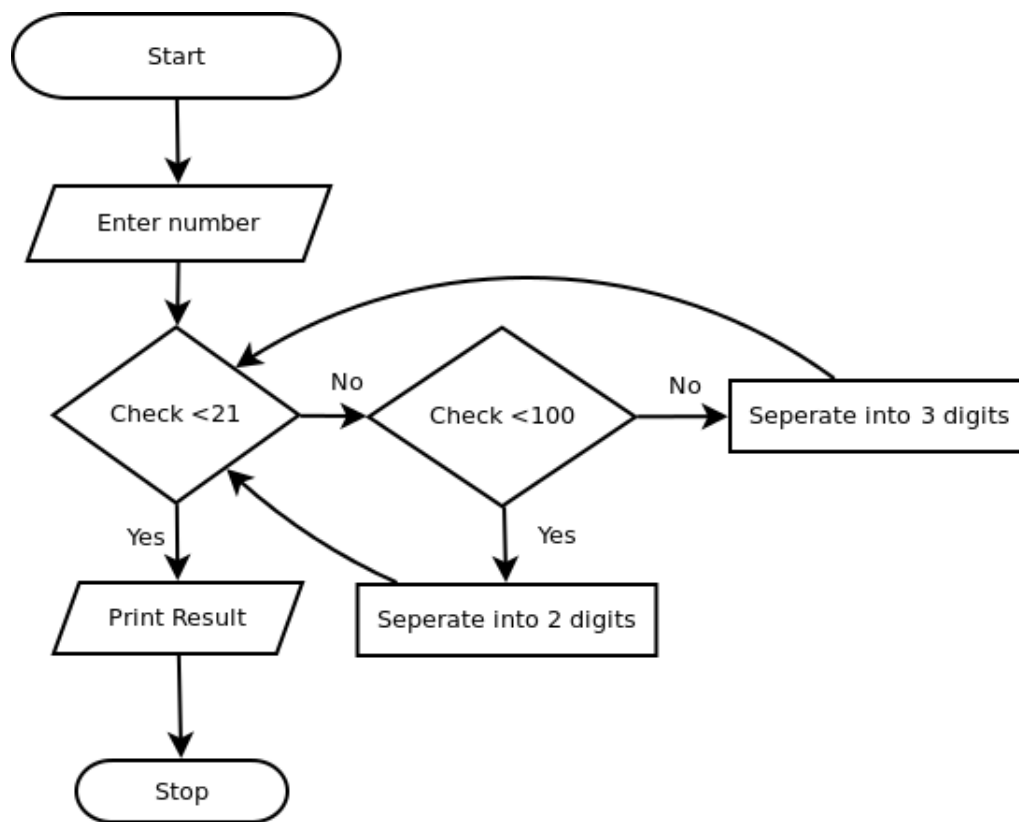 Start
Enter number
Check <21
No
Check <100
No
Seperate into 3 digits
Yes
Yes
Print Result
Seperate into 2 digits
Stop